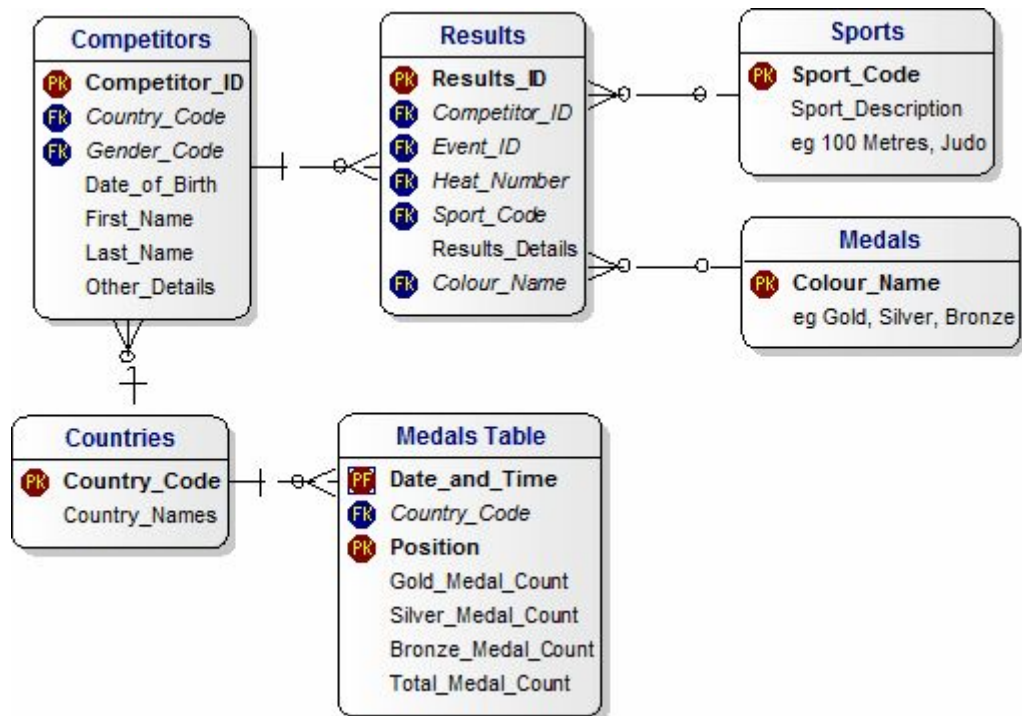 Competitors
PK Competitor_ID
FK Country_Code
FK Gender_Code
Date_of_Birth
First_Name
Last_Name
Other_Details
Results
PK Results_ID
FK Competitor_ID
FK Event_ID
FK Heat_Number
FK Sport_Code
Results_Details
FK Colour_Name
Sports
PK Sport_Code
Sport_Description
eg 100 Metres, Judo
Medals
PK Colour_Name
eg Gold, Silver, Bronze
Countries
PK Country_Code
Country_Names
Medals Table
PF Date_and_Time
FK Country_Code
PK Position
Gold_Medal_Count
Silver_Medal_Count
Bronze_Medal_Count
Total_Medal_Count